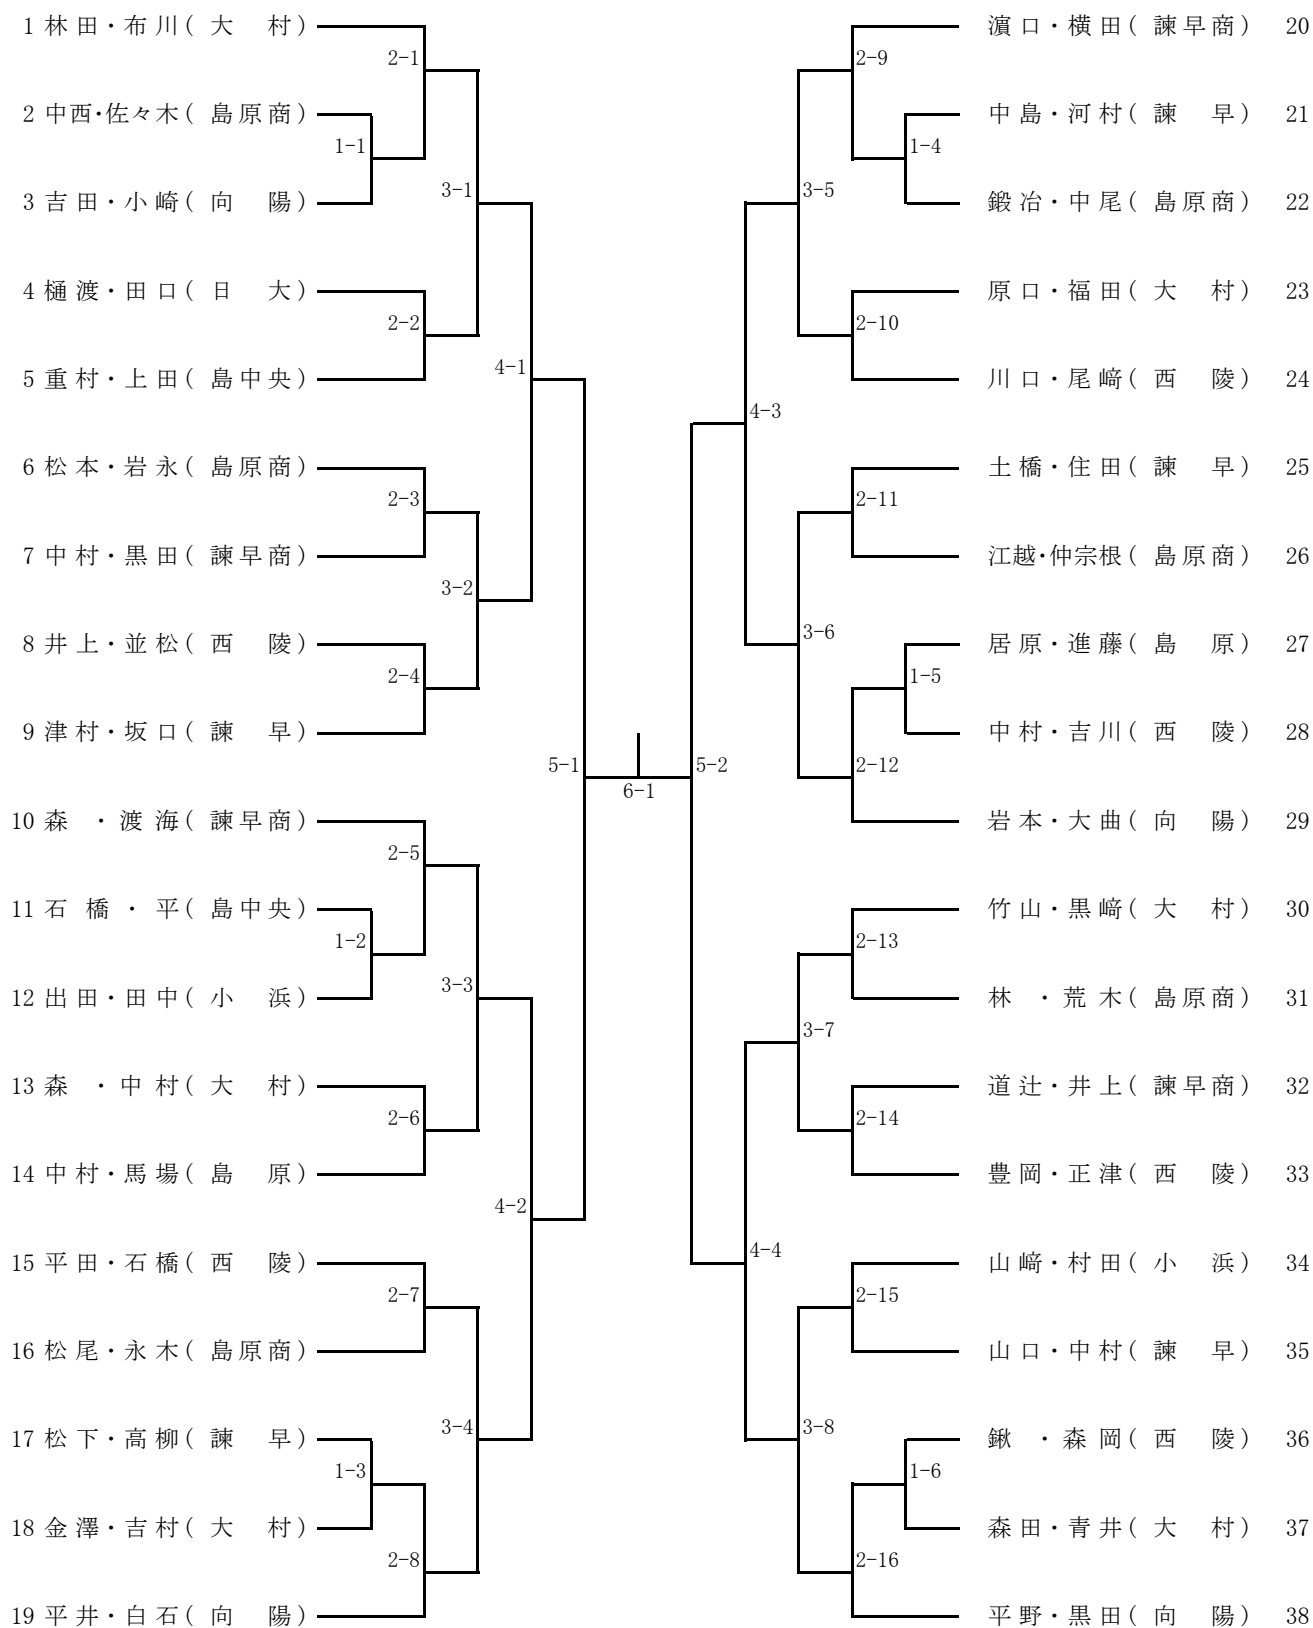 1 林田・布川(大 村)
2 中西・佐々木(島原商)
3 吉田・小崎(向 陽)
4 樋渡・田口(日 大)
5 重村・上田(島中央)
6 松本・岩永(島原商)
7 中村・黒田(諫早商)
8 井上・並松(西 陵)
9 津村・坂口(諫 早)
10 森 ・渡海(諫早商)
11 石橋・平(島中央)
12 出田・田中(小 浜)
13 森 ・中村(大 村)
14 中村・馬場(島 原)
15 平田・石橋(西 陵)
16 松尾・永木(島原商)
17 松下・高柳(諫 早)
18 金澤・吉村(大 村)
19 平井・白石(向 陽)
2-1
1-1
3-1
2-2
4-1
2-3
3-2
2-4
5-1
2-5
1-2
3-3
2-6
4-2
2-7
3-4
1-3
2-8
6-1
5-2
2-9
1-4
3-5
2-10
4-3
2-11
3-6
1-5
2-12
2-13
3-7
2-14
4-4
2-15
3-8
1-6
2-16
濵口・横田(諫早商) 20
中島・河村(諫 早) 21
鍛冶・中尾(島原商) 22
原口・福田(大 村) 23
川口・尾﨑(西 陵) 24
土橋・住田(諫 早) 25
江越・仲宗根(島原商) 26
居原・進藤(島 原) 27
中村・吉川(西 陵) 28
岩本・大曲(向 陽) 29
竹山・黒﨑(大 村) 30
林 ・荒木(島原商) 31
道辻・井上(諫早商) 32
豊岡・正津(西 陵) 33
山﨑・村田(小 浜) 34
山口・中村(諫 早) 35
鍬 ・森岡(西 陵) 36
森田・青井(大 村) 37
平野・黒田(向 陽) 38